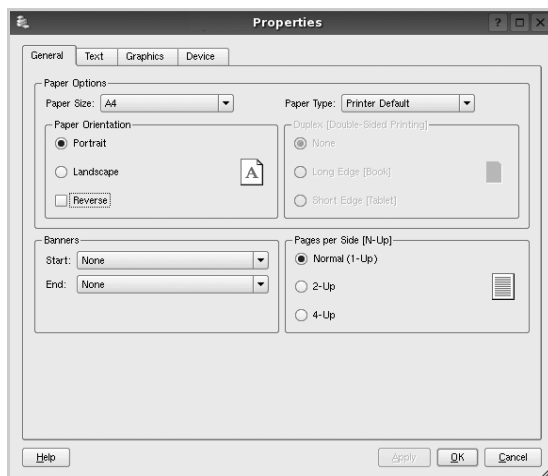 Properties
General Text Graphics Device
Paper Options
Paper Size: A4 Paper Type: Printer Default
Paper Orientation Duplex [Double-Sided Printing]
Portrait None
Landscape A Long Edge [Book]
Reverse Short Edge [Tablet]
Banners Pages per Side [N-Up]
Start: None Normal (1-Up)
End: None 2-Up
4-Up
Help Apply OK Cancel